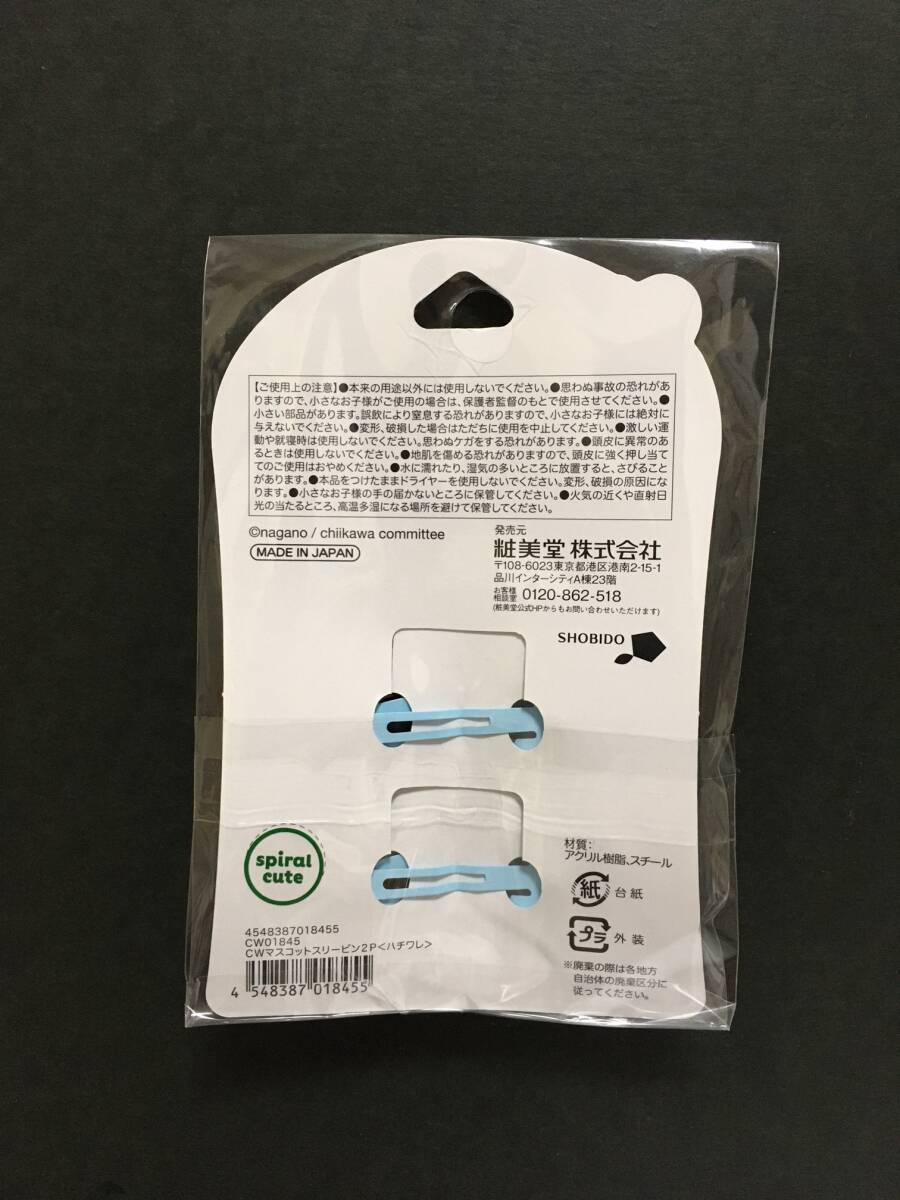 【ご使用上の注意】●本来の用途以外には使用しないでください。●思わぬ事故の恐れがあ
りますので、小さなお子様がご使用の場合は、保護者監督のもとで使用させてください。●
小さい部品があります。誤飲により窒息する恐れがありますので、小さなお子様には絶対に
与えないでください。●変形、破損した場合はただちに使用を中止してください。●激しい運
動や就寝時は使用しないでください。思わぬケガをする恐れがあります。●頭皮に異常のあ
るときは使用しないでください。●地肌を傷める恐れがありますので、頭皮に強く押し当て
てのご使用はおやめください。●水に濡れたり、湿気の多いところに放置すると、さびること
があります。●本品をつけたままドライヤーを使用しないでください。変形、破損の原因にな
ります。●小さなお子様の手の届かないところに保管してください。●火気の近くや直射日
光の当たるところ、高温多湿になる場所を避けて保管してください。
©nagano / chiikawa committee
MADE IN JAPAN
発売元
粧美堂 株式会社
〒108-6023東京都港区港南2-15-1
品川インターシティA棟23階
お客様相談室 0120-862-518
(粧美堂公式HPからもお問い合わせいただけます)
SHOBIDO
spiral
cute
材質:
アクリル樹脂、スチール
紙 台紙
プラ 外装
※廃棄の際は各地方
自治体の廃棄区分に
従ってください。
4548387018455
CW01845
CWマスコットスリーピン2P<ハチワレ>
4 548387 018455